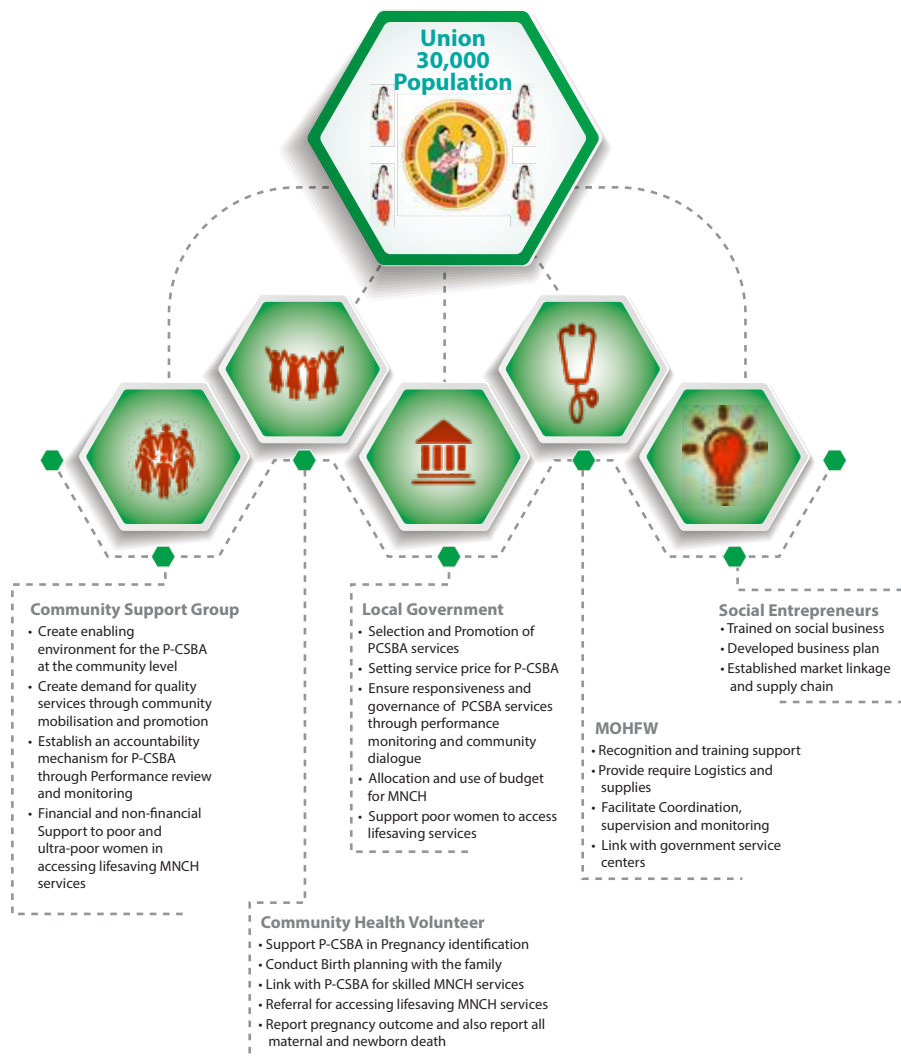 Union
30,000
Population
Community Support Group
• Create enabling
environment for the P-CSBA
at the community level
• Create demand for quality
services through community
mobilisation and promotion
• Establish an accountability
mechanism for P-CSBA
through Performance review
and monitoring
• Financial and non-financial
Support to poor and
ultra-poor women in
accessing lifesaving MNCH
services
Community Health Volunteer
• Support P-CSBA in Pregnancy identification
• Conduct Birth planning with the family
• Link with P-CSBA for skilled MNCH services
• Referral for accessing lifesaving MNCH services
• Report pregnancy outcome and also report all
maternal and newborn death
Local Government
• Selection and Promotion of
PCSBA services
• Setting service price for P-CSBA
• Ensure responsiveness and
governance of PCSBA services
through performance
monitoring and community
dialogue
• Allocation and use of budget
for MNCH
• Support poor women to access
lifesaving services
MOHFW
• Recognition and training support
• Provide require Logistics and
supplies
• Facilitate Coordination,
supervision and monitoring
• Link with government service
centers
Social Entrepreneurs
• Trained on social business
• Developed business plan
• Established market linkage
and supply chain